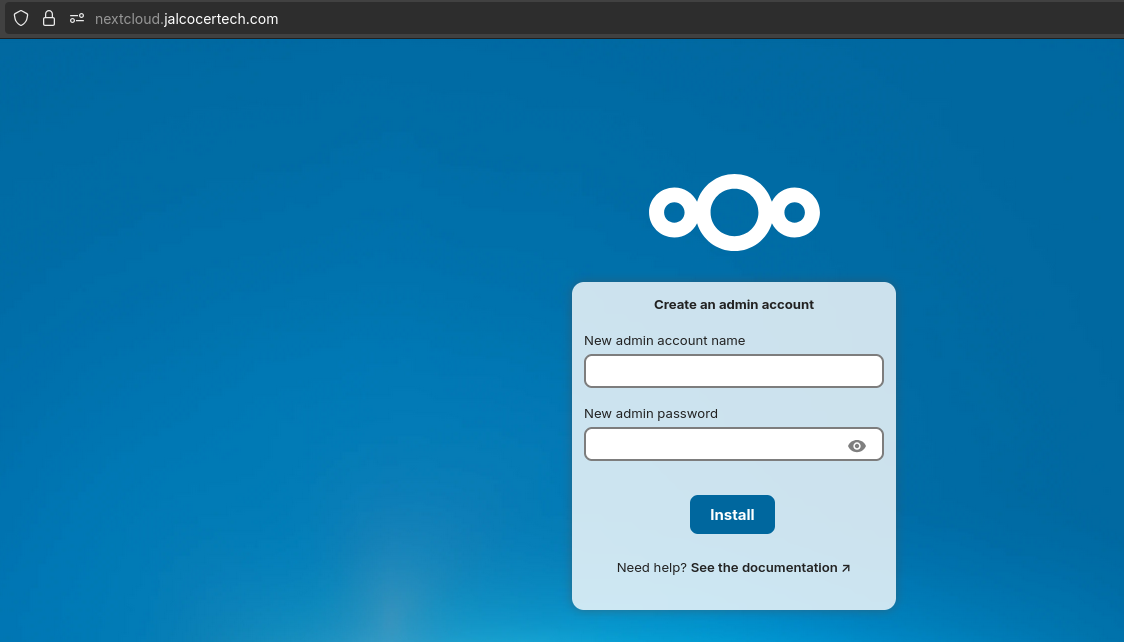 nextcloud.jalcocertech.com
Create an admin account
New admin account name
New admin password
Install
Need help? See the documentation ↗